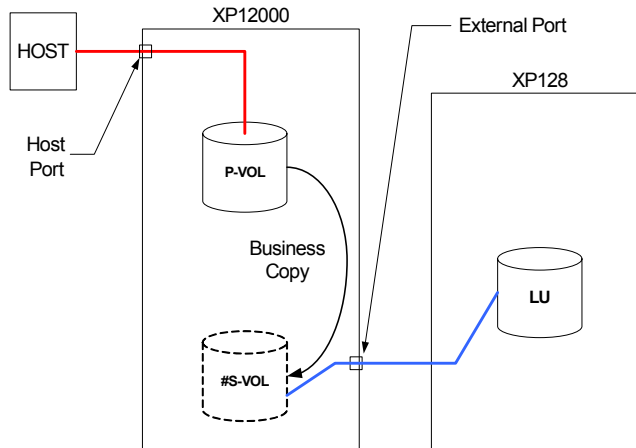 XP12000
External Port
HOST
XP128
Host
Port
P-VOL
Business
Copy
LU
#S-VOL